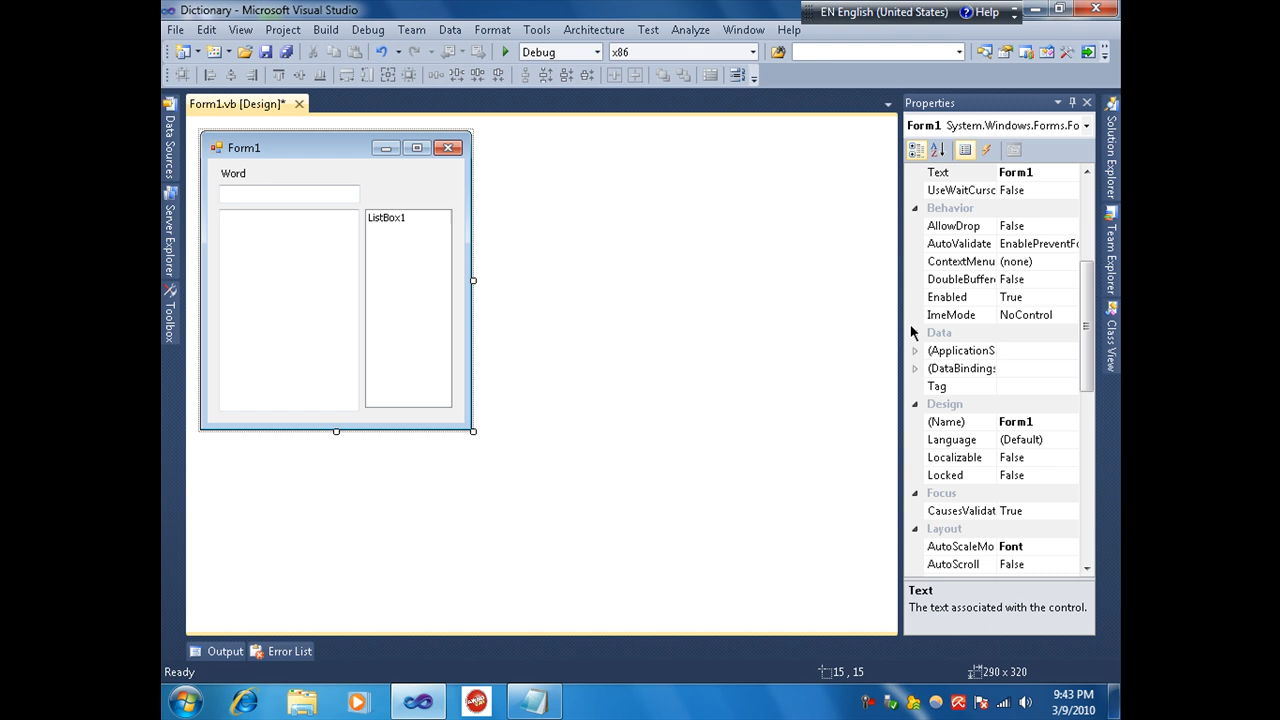 Dictionary - Microsoft Visual Studio
EN English (United States) Help
File Edit View Project Build Debug Team Data Format Tools Architecture Test Analyze Window Help
Debug x86
Form1.vb [Design]*
Properties
Form1 System.Windows.Forms.Fo
Data Sources
Server Explorer
Toolbox
Form1
Word
ListBox1
Text Form1
UseWaitCurso False
Behavior
AllowDrop False
AutoValidate EnablePreventFo
ContextMenu (none)
DoubleBuffere False
Enabled True
ImeMode NoControl
Data
(ApplicationS
(DataBindings
Tag
Design
(Name) Form1
Language (Default)
Localizable False
Locked False
Focus
CausesValidat True
Layout
AutoScaleMo Font
AutoScroll False
Text
The text associated with the control.
Solution Explorer
Team Explorer
Class View
Output Error List
Ready 15 , 15 290 x 320
9:43 PM
3/9/2010